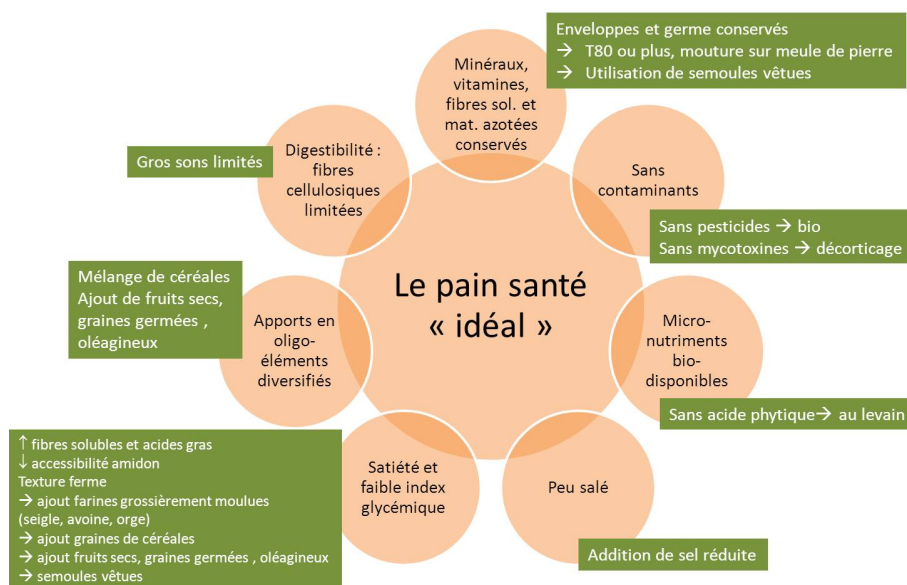 Le pain santé
« idéal »
Minéraux,
vitamines,
fibres sol. et
mat. azotées
conservés
Enveloppes et germe conservés
→ T80 ou plus, mouture sur meule de pierre
→ Utilisation de semoules vêtues
Sans
contaminants
Sans pesticides → bio
Sans mycotoxines → décorticage
Micro-
nutriments
bio-
disponibles
Sans acide phytique→ au levain
Peu salé
Addition de sel réduite
Satiété et
faible index
glycémique
↑ fibres solubles et acides gras
↓ accessibilité amidon
Texture ferme
→ ajout farines grossièrement moulues
(seigle, avoine, orge)
→ ajout graines de céréales
→ ajout fruits secs, graines germées , oléagineux
→ semoules vêtues
Apports en
oligo-
éléments
diversifiés
Mélange de céréales
Ajout de fruits secs,
graines germées ,
oléagineux
Digestibilité :
fibres
cellulosiques
limitées
Gros sons limités